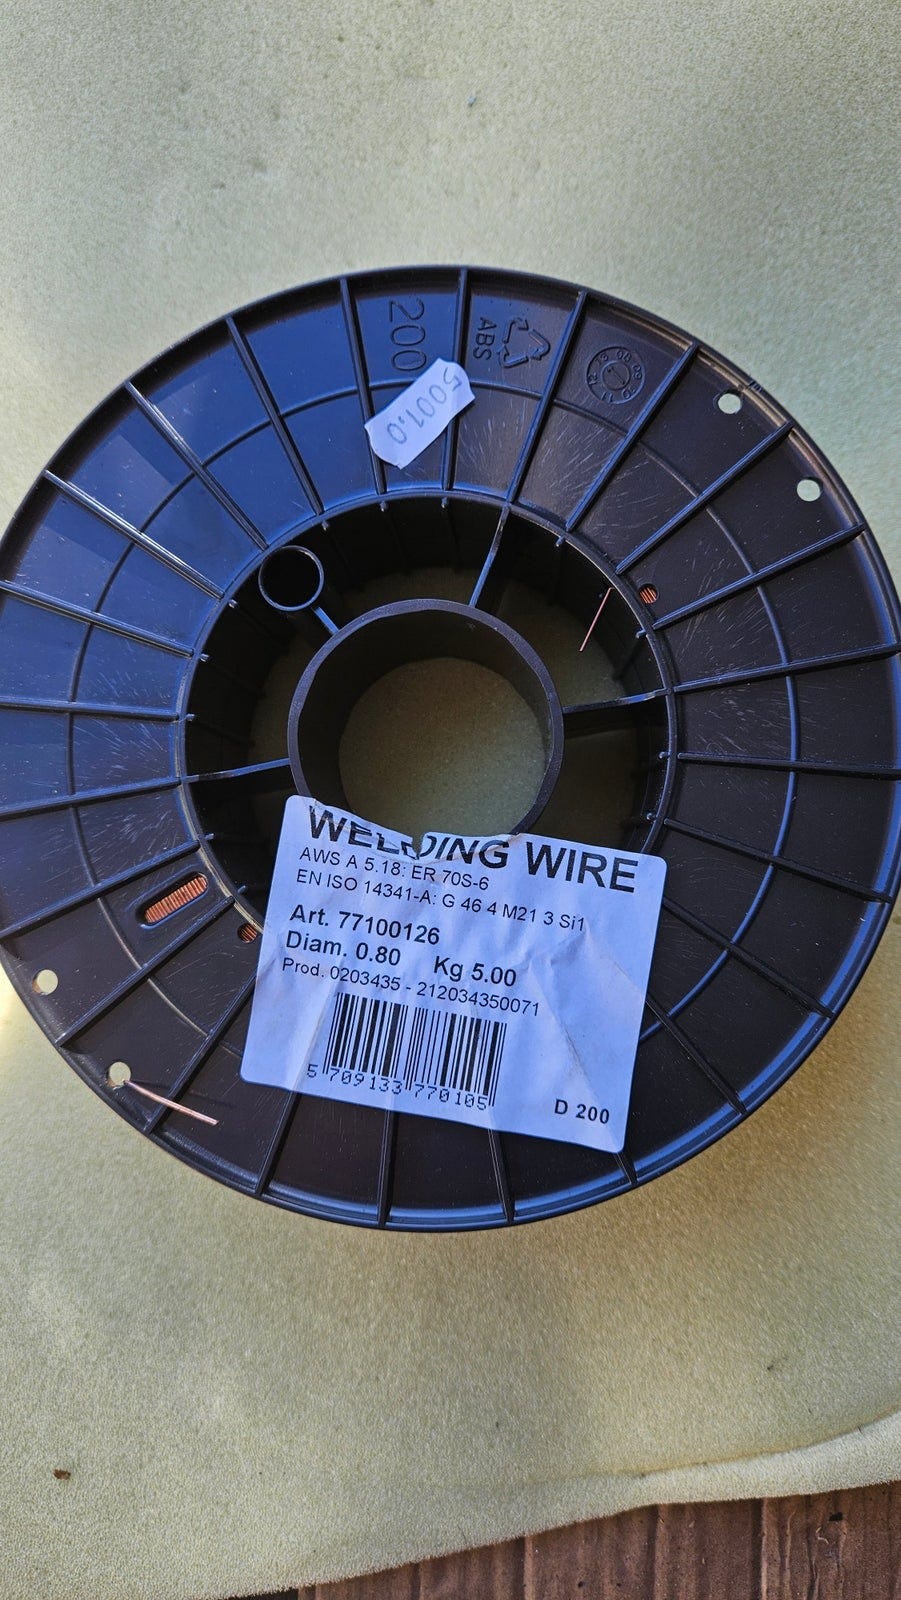 200
ABS
5001.0
WELDING WIRE
AWS A 5.18: ER 70S-6
EN ISO 14341-A: G 46 4 M21 3 Si1
Art. 77100126
Diam. 0.80 Kg 5.00
Prod. 0203435 - 212034350071
5 709133 770105
D 200